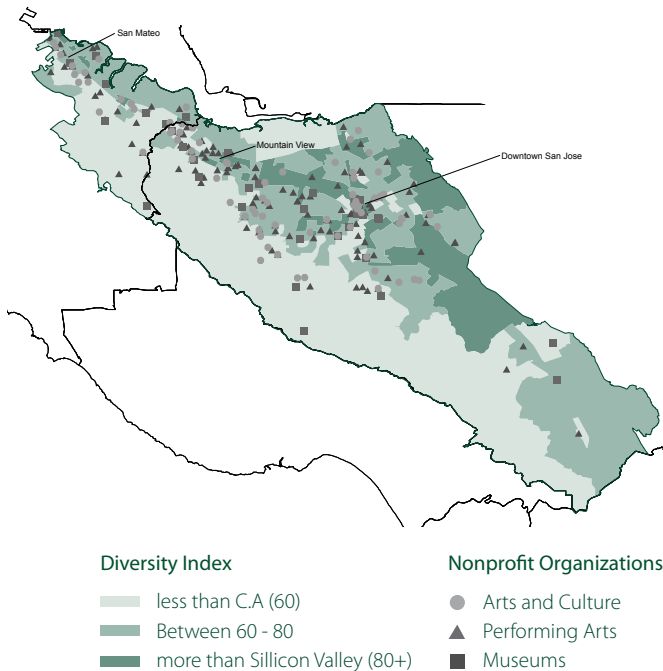 San Mateo
Mountain View
Downtown San Jose
Diversity Index
less than C.A (60)
Between 60 - 80
more than Sillicon Valley (80+)
Nonprofit Organizations
Arts and Culture
Performing Arts
Museums